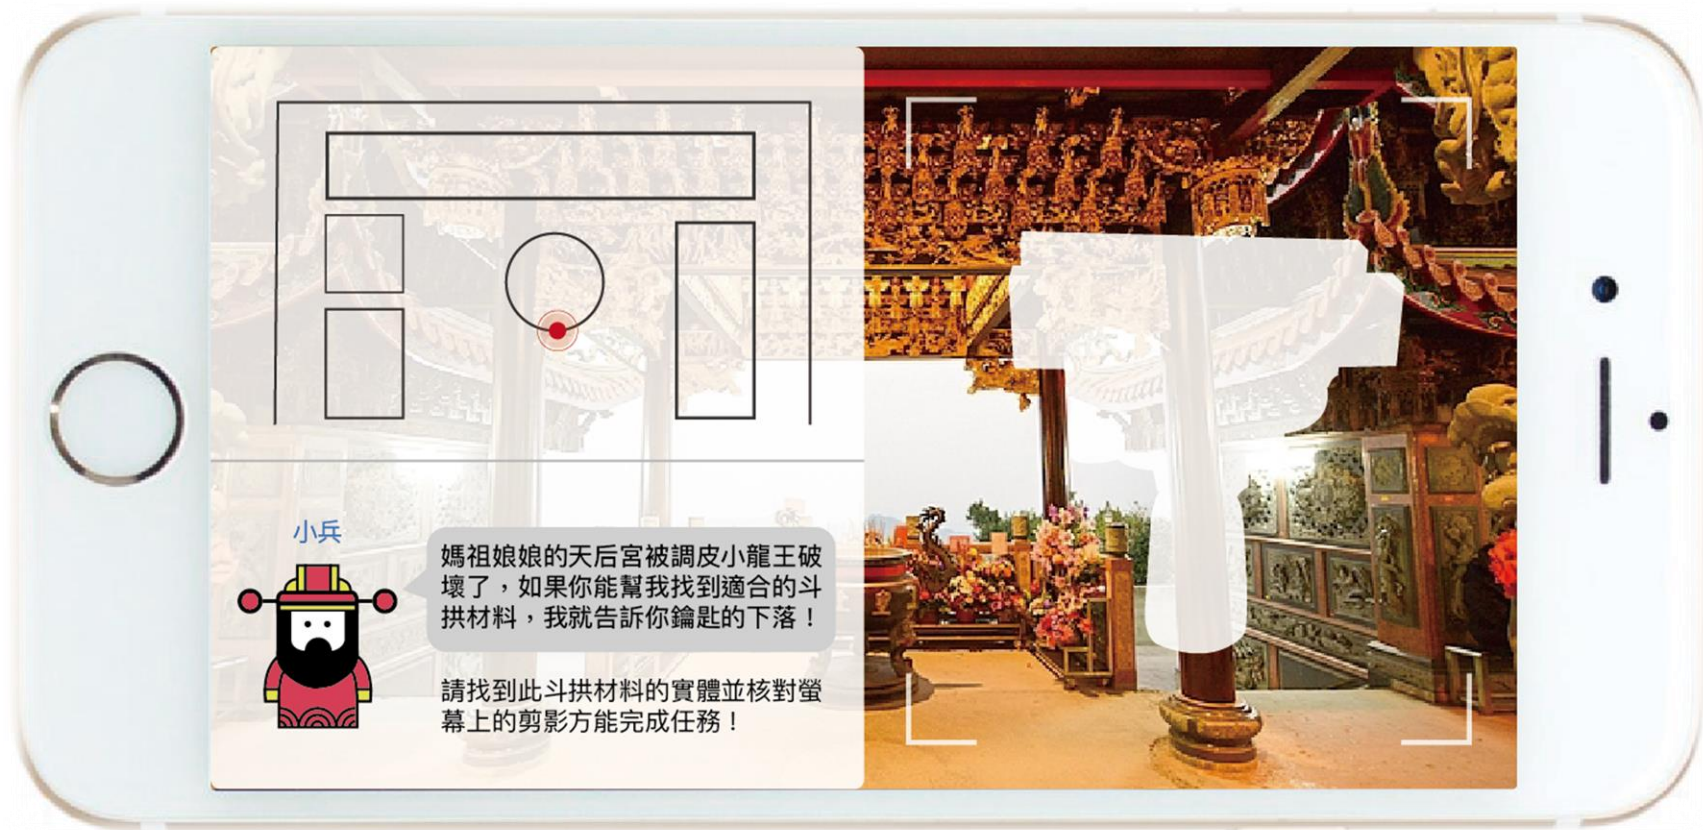 小兵
媽祖娘娘的天后宮被調皮小龍王破
壞了，如果你能幫我找到適合的斗
拱材料，我就告訴你鑰匙的下落！
請找到此斗拱材料的實體並核對螢
幕上的剪影方能完成任務！